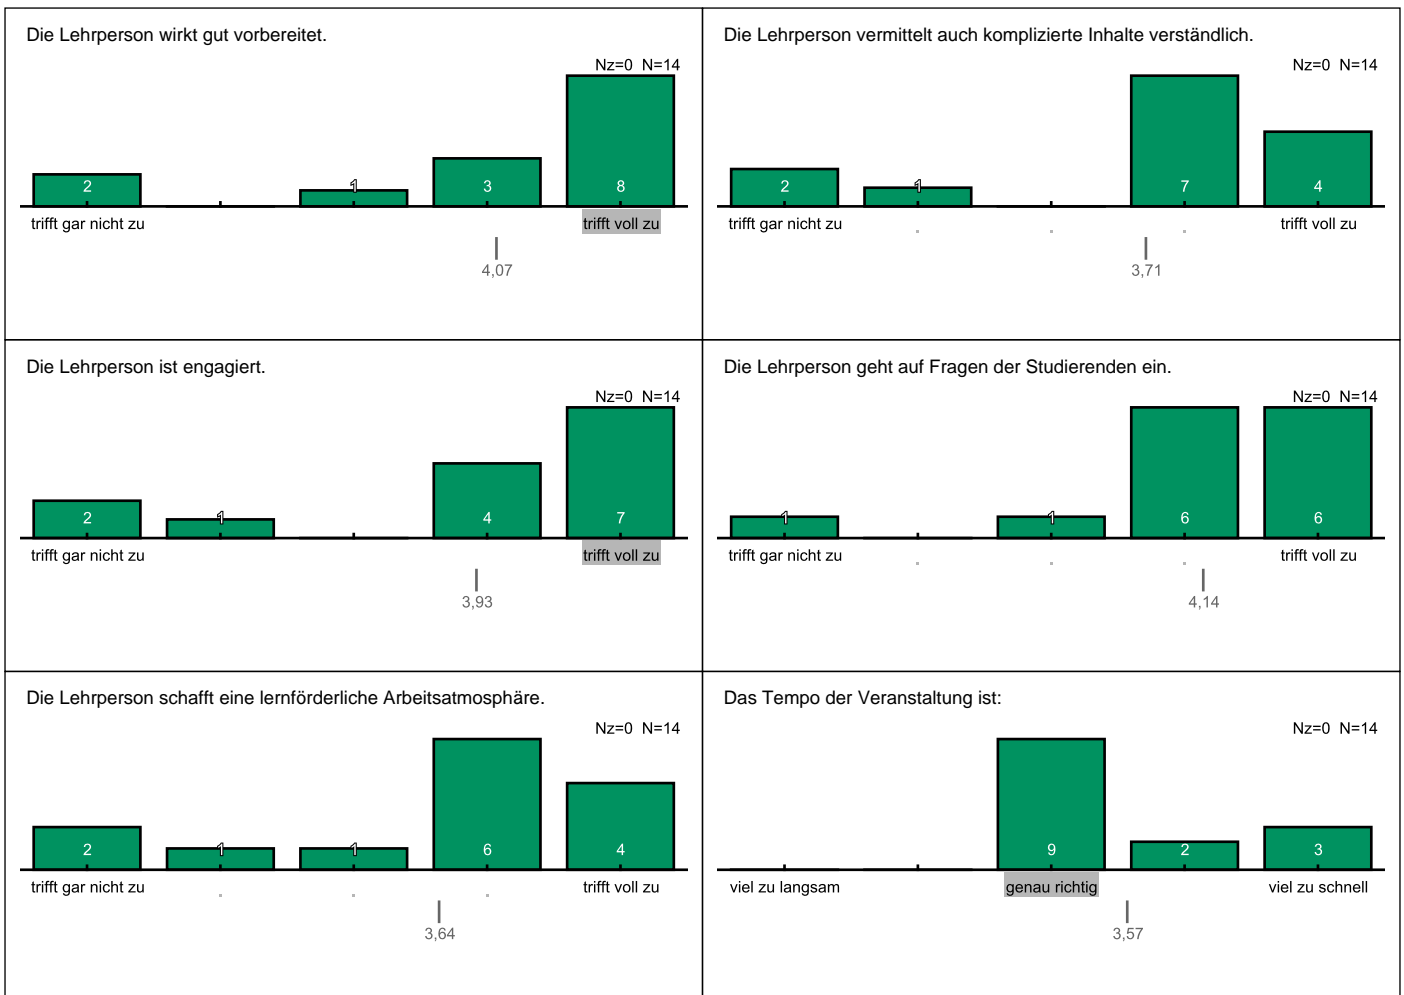 Die Lehrperson wirkt gut vorbereitet.
Nz=0 N=14
2
1
3
8
trifft gar nicht zu
trifft voll zu
4,07
Die Lehrperson vermittelt auch komplizierte Inhalte verständlich.
Nz=0 N=14
2
1
7
4
trifft gar nicht zu
. . .
trifft voll zu
3,71
Die Lehrperson ist engagiert.
Nz=0 N=14
2
1
4
7
trifft gar nicht zu
trifft voll zu
3,93
Die Lehrperson geht auf Fragen der Studierenden ein.
Nz=0 N=14
1
1
6
6
trifft gar nicht zu
. . .
trifft voll zu
4,14
Die Lehrperson schafft eine lernförderliche Arbeitsatmosphäre.
Nz=0 N=14
2
1
1
6
4
trifft gar nicht zu
. . .
trifft voll zu
3,64
Das Tempo der Veranstaltung ist:
Nz=0 N=14
9
2
3
viel zu langsam
genau richtig
viel zu schnell
3,57